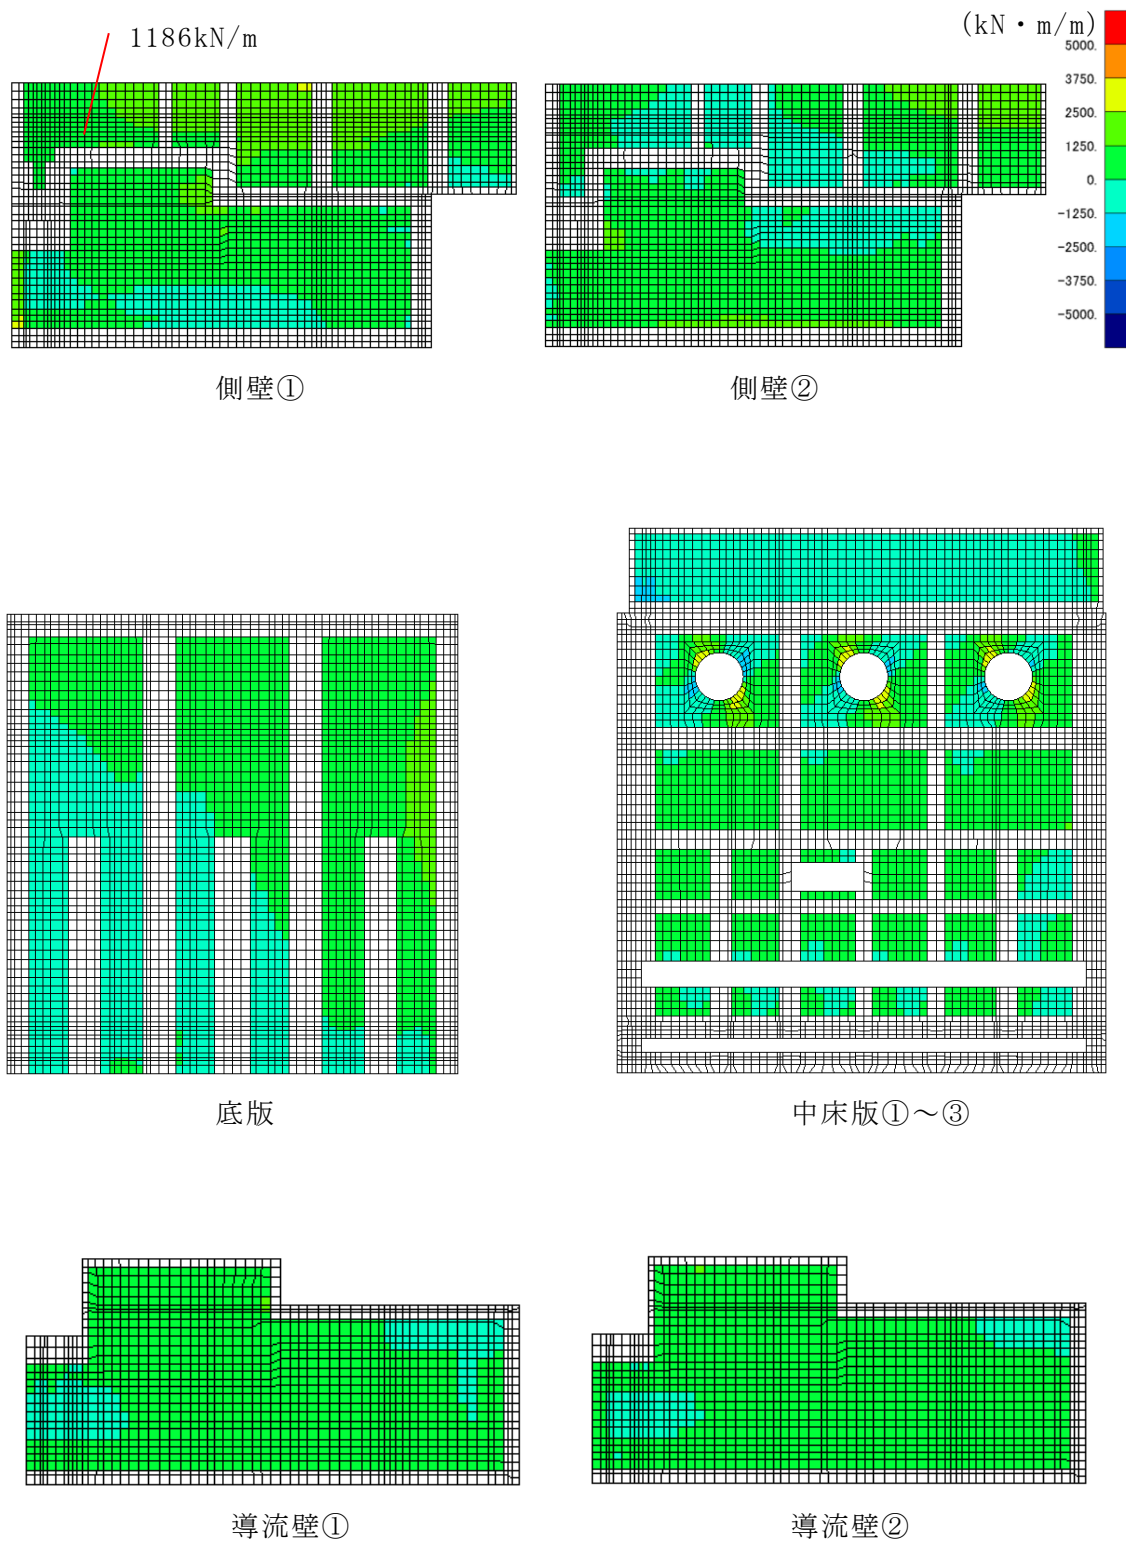 1186kN/m
(kN・m/m)
5000.
3750.
2500.
1250.
0.
-1250.
-2500.
-3750.
-5000.
側壁①
側壁②
底版
中床版①～③
導流壁①
導流壁②